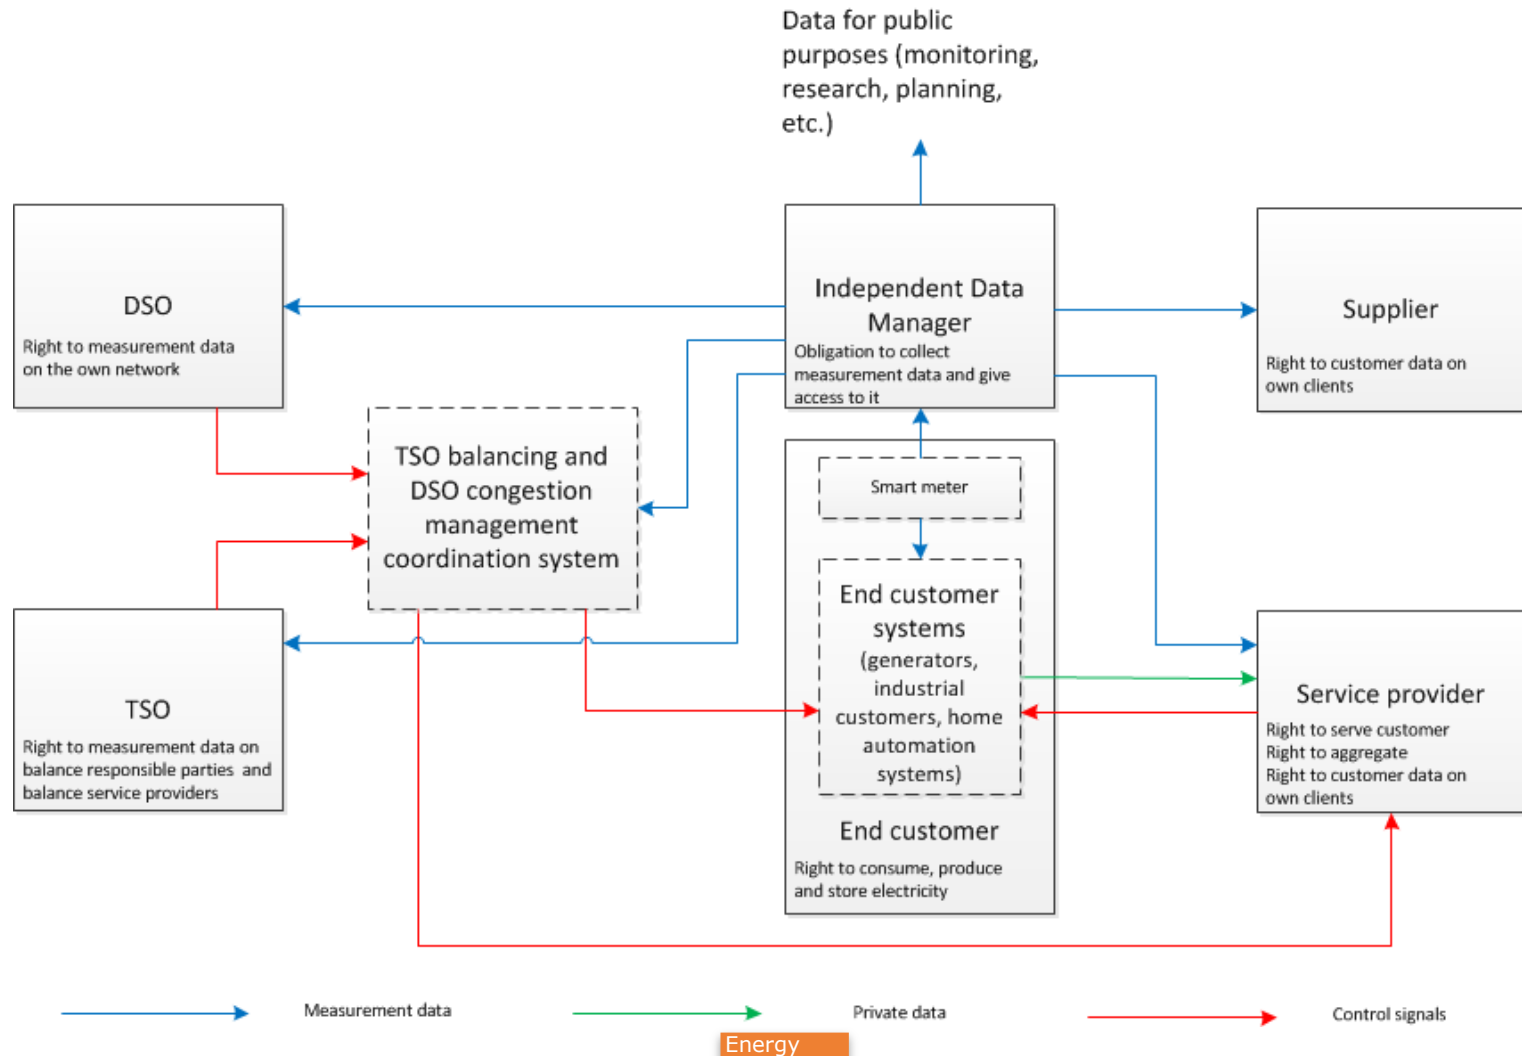 Data for public
purposes (monitoring,
research, planning,
etc.)
DSO
Right to measurement data
on the own network
Independent Data
Manager
Obligation to collect
measurement data and give
access to it
Supplier
Right to customer data on
own clients
TSO balancing and
DSO congestion
management
coordination system
Smart meter
End customer
systems
(generators,
industrial
customers, home
automation
systems)
End customer
Right to consume, produce
and store electricity
TSO
Right to measurement data on
balance responsible parties and
balance service providers
Service provider
Right to serve customer
Right to aggregate
Right to customer data on
own clients
Measurement data
Private data
Control signals
Energy